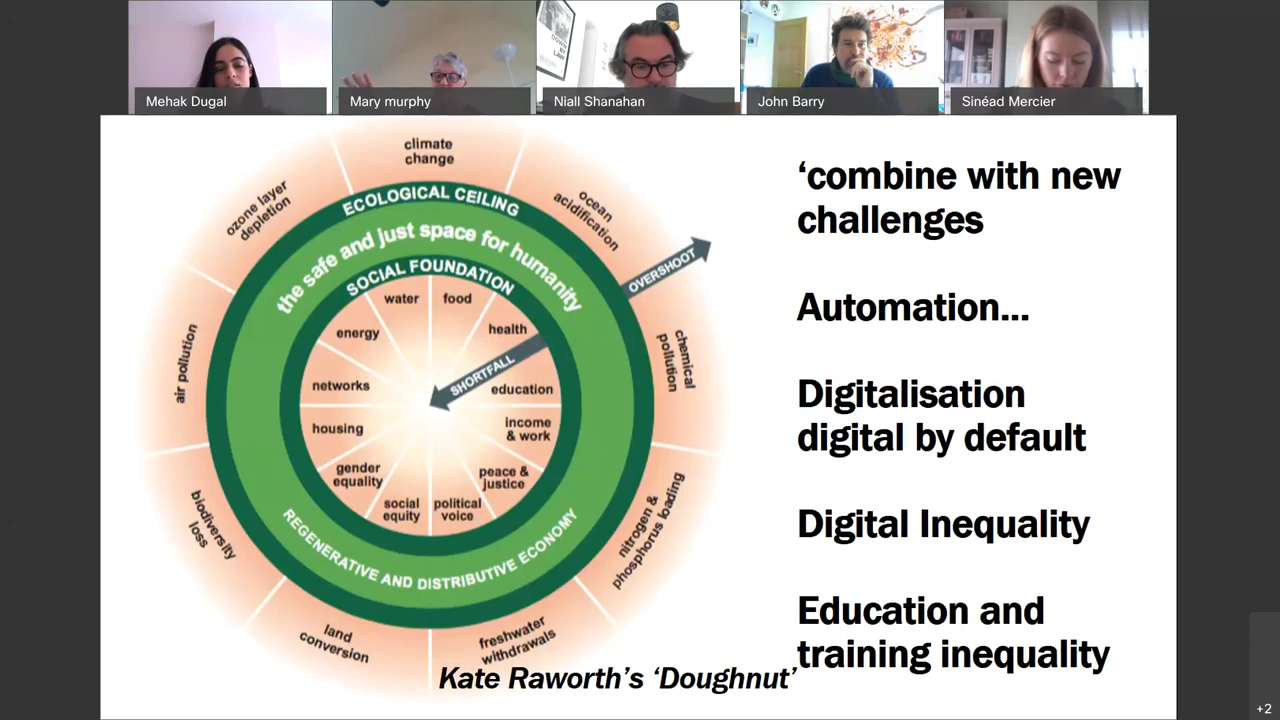 DOWN
BY
LAW
Mehak Dugal
Mary murphy
Niall Shanahan
John Barry
Sinéad Mercier
climate
change
ozone layer
depletion
ocean
acidification
ECOLOGICAL CEILING
the safe and just space for humanity
SOCIAL FOUNDATION
OVERSHOOT
water
food
energy
health
SHORTFALL
air pollution
chemical
pollution
networks
education
housing
income
& work
gender
equality
peace &
justice
social
equity
political
voice
biodiversity
loss
nitrogen &
phosphorus loading
REGENERATIVE AND DISTRIBUTIVE ECONOMY
land
conversion
freshwater
withdrawals
Kate Raworth’s ‘Doughnut’
‘combine with new
challenges
Automation...
Digitalisation
digital by default
Digital Inequality
Education and
training inequality
+2